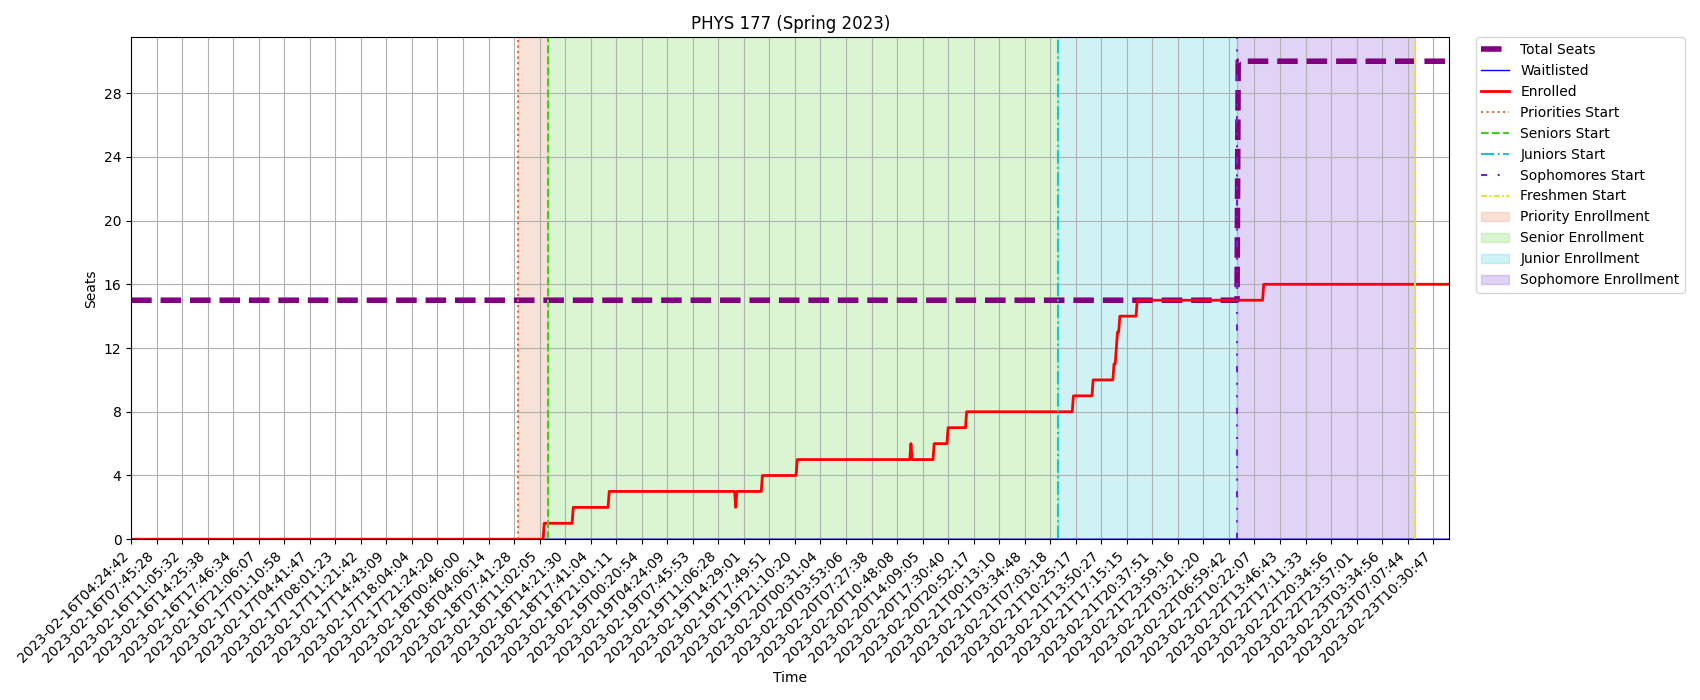 PHYS 177 (Spring 2023)
Seats
28
24
20
16
12
8
4
0
Total Seats
Waitlisted
Enrolled
Priorities Start
Seniors Start
Juniors Start
Sophomores Start
Freshmen Start
Priority Enrollment
Senior Enrollment
Junior Enrollment
Sophomore Enrollment
2023-02-16T04:24:42
2023-02-16T07:45:28
2023-02-16T11:05:32
2023-02-16T14:25:38
2023-02-16T17:46:34
2023-02-16T21:06:07
2023-02-17T01:10:58
2023-02-17T04:41:47
2023-02-17T08:01:23
2023-02-17T11:21:42
2023-02-17T14:43:09
2023-02-17T18:04:04
2023-02-17T21:24:20
2023-02-18T00:46:00
2023-02-18T04:06:14
2023-02-18T07:41:28
2023-02-18T11:02:05
2023-02-18T14:21:30
2023-02-18T17:41:04
2023-02-18T21:01:11
2023-02-19T00:20:54
2023-02-19T04:24:09
2023-02-19T07:45:53
2023-02-19T11:06:28
2023-02-19T14:29:01
2023-02-19T17:49:51
2023-02-19T21:10:20
2023-02-20T00:31:04
2023-02-20T03:53:06
2023-02-20T07:27:38
2023-02-20T10:48:08
2023-02-20T14:09:05
2023-02-20T17:30:40
2023-02-20T20:52:17
2023-02-21T00:13:10
2023-02-21T03:34:48
2023-02-21T07:03:18
2023-02-21T10:25:17
2023-02-21T13:50:27
2023-02-21T17:15:15
2023-02-21T20:37:51
2023-02-21T23:59:16
2023-02-22T03:21:20
2023-02-22T06:59:42
2023-02-22T10:22:07
2023-02-22T13:46:43
2023-02-22T17:11:33
2023-02-22T20:34:56
2023-02-22T23:57:01
2023-02-23T03:34:56
2023-02-23T07:07:44
2023-02-23T10:30:47
Time